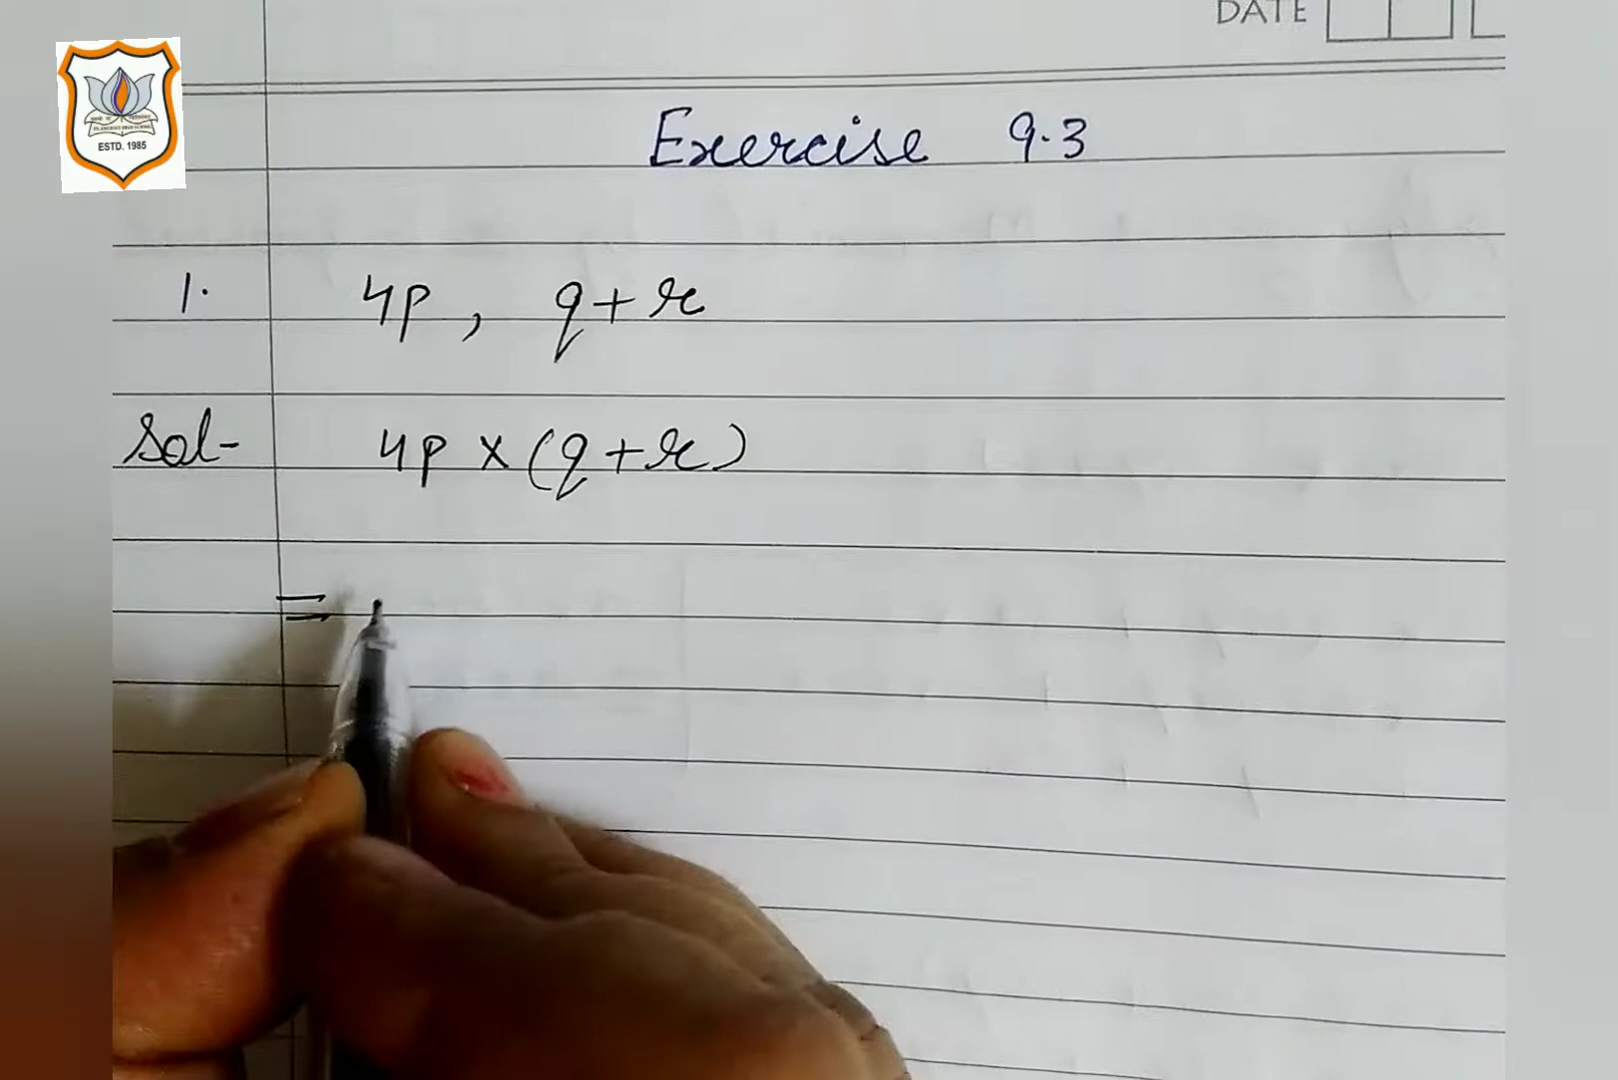 DATE
ESTD. 1985
Exercise 9.3
1. 4p, q+r
Sol- 4p x (q+r)
=